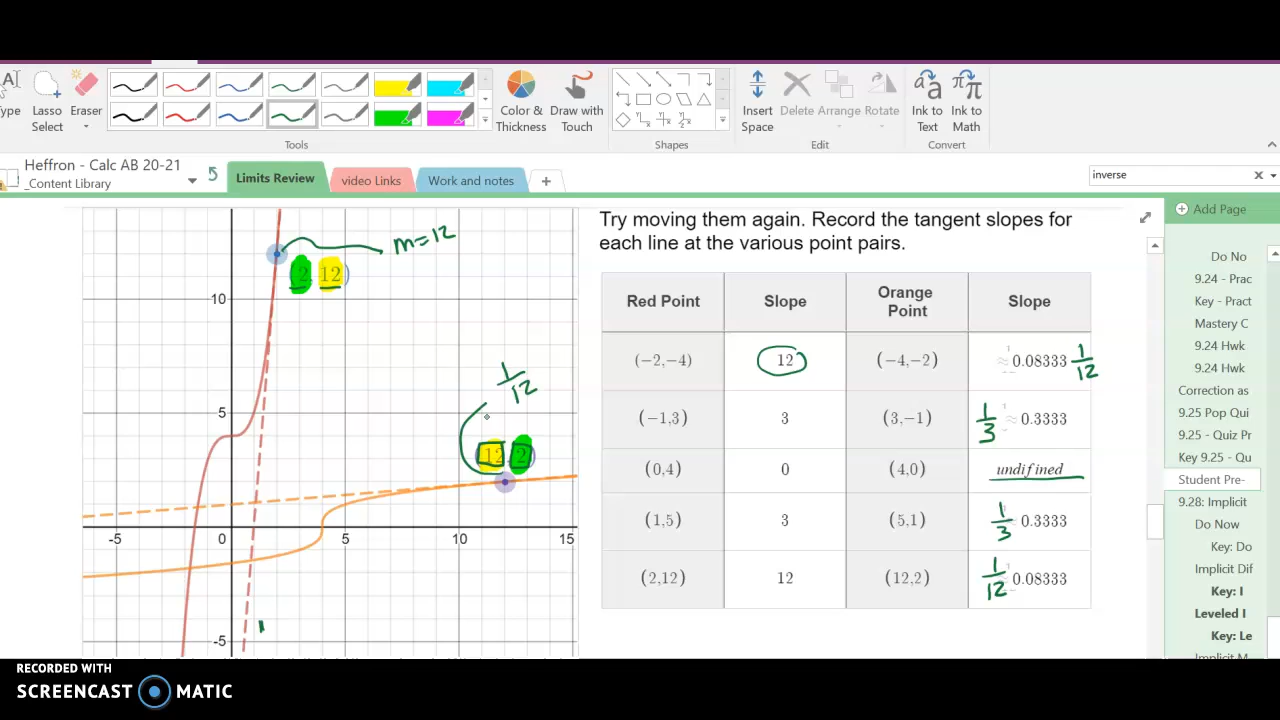 Type
Lasso Select
Eraser
Color & Thickness
Draw with Touch
Insert Space
Delete
Arrange
Rotate
Ink to Text
Ink to Math
Tools
Shapes
Edit
Convert
Heffron - Calc AB 20-21
_Content Library
Limits Review
video Links
Work and notes
+
inverse
Add Page
Do No
9.24 - Prac
Key - Pract
Mastery C
9.24 Hwk
9.24 Hwk
Correction as
9.25 Pop Qui
9.25 - Quiz Pr
Key 9.25 - Qu
Student Pre-
9.28: Implicit
Do Now
Key: Do
Implicit Dif
Key: I
Leveled I
Key: Le
Implicit M
Try moving them again. Record the tangent slopes for
each line at the various point pairs.
Red Point Slope Orange Point Slope
(−2,−4) 12 (−4,−2) ≈0.08333 1/12
(−1,3) 3 (3,−1) 1/3 ≈0.3333
(0,4) 0 (4,0) undifined
(1,5) 3 (5,1) 1/3 0.3333
(2,12) 12 (12,2) 1/12 0.08333
m=12
2, 12)
1/12
12, 2)
10
5
-5 0 5 10 15
-5
RECORDED WITH
SCREENCAST MATIC